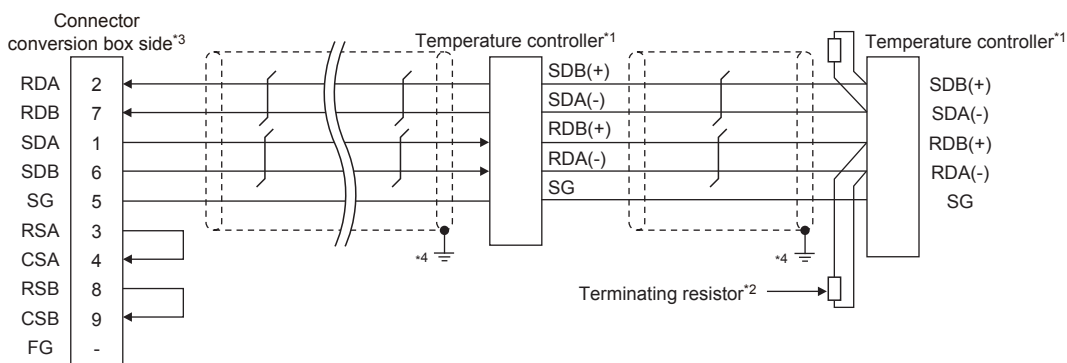 Connector
conversion box side*3
Temperature controller*1
Temperature controller*1
RDA 2
RDB 7
SDA 1
SDB 6
SG 5
RSA 3
CSA 4
RSB 8
CSB 9
FG -
SDB(+)
SDA(-)
RDB(+)
RDA(-)
SG
SDB(+)
SDA(-)
RDB(+)
RDA(-)
SG
*4
*4
Terminating resistor*2